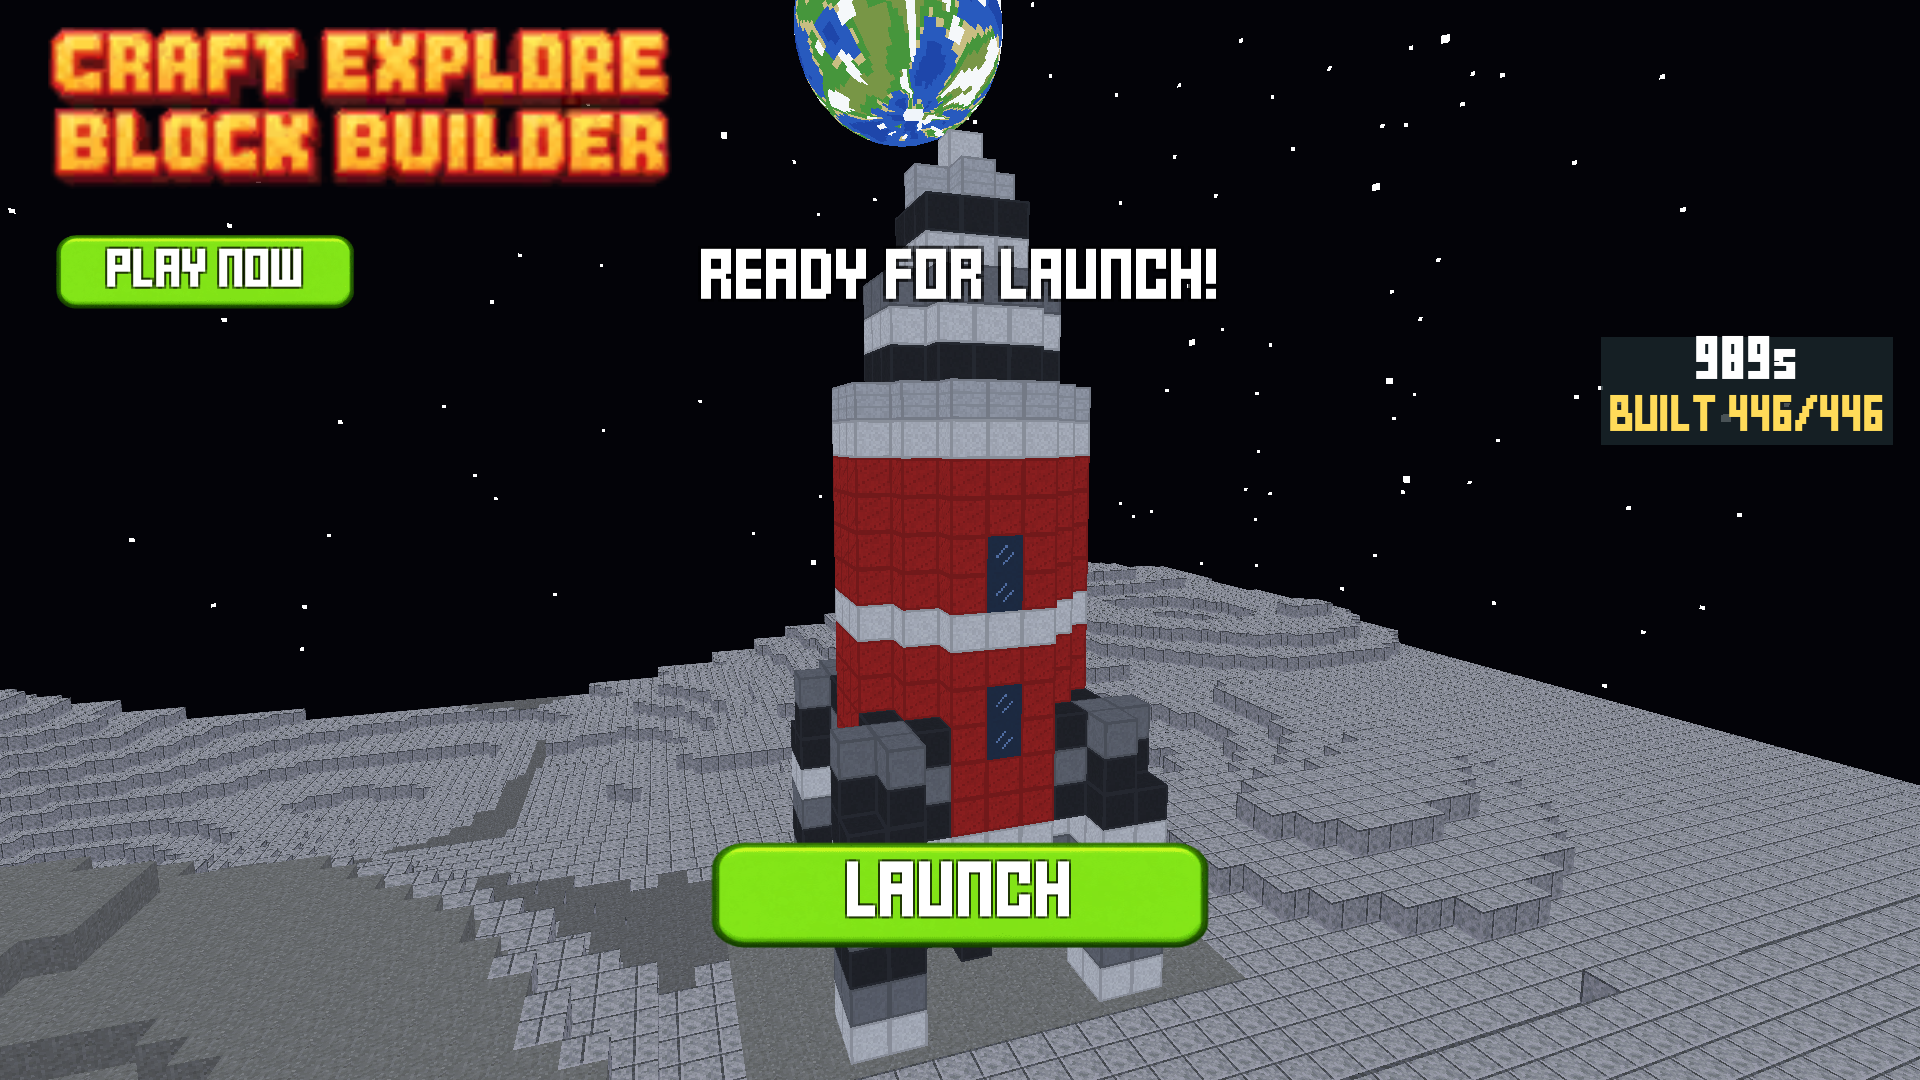 CRAFT EXPLORE
BLOCK BUILDER
PLAY NOW
READY FOR LAUNCH!
989s
BUILT 446/446
LAUNCH